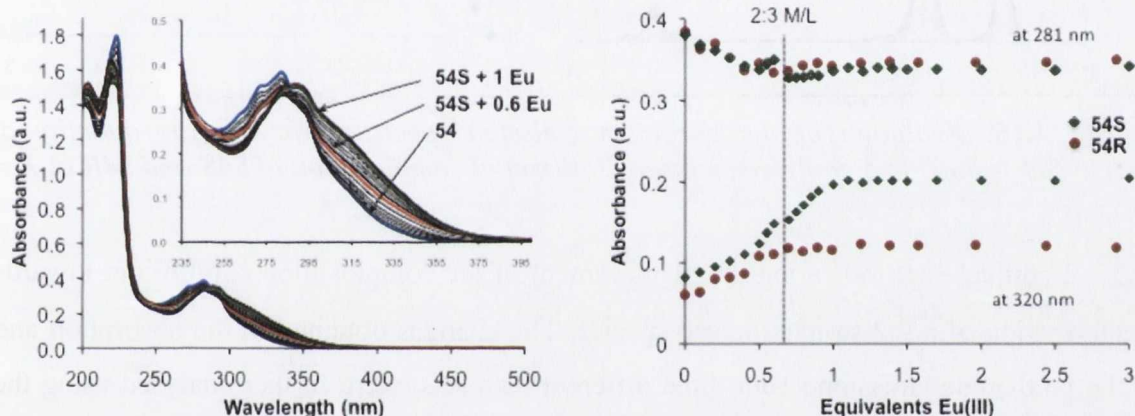 1.8
1.6
1.4
1.2
1.0
0.8
0.6
0.4
0.2
0.0
Absorbance (a.u.)
200 250 300 350 400 450 500
Wavelength (nm)
0.3
0.2
0.1
0.0
235 255 275 295 315 335 355 375 395
54S + 1 Eu
54S + 0.6 Eu
54
2:3 M/L
0.4
0.3
0.2
0.1
0
Absorbance (a.u.)
at 281 nm
at 320 nm
0 0.5 1 1.5 2 2.5 3
Equivalents Eu(III)
54S
54R